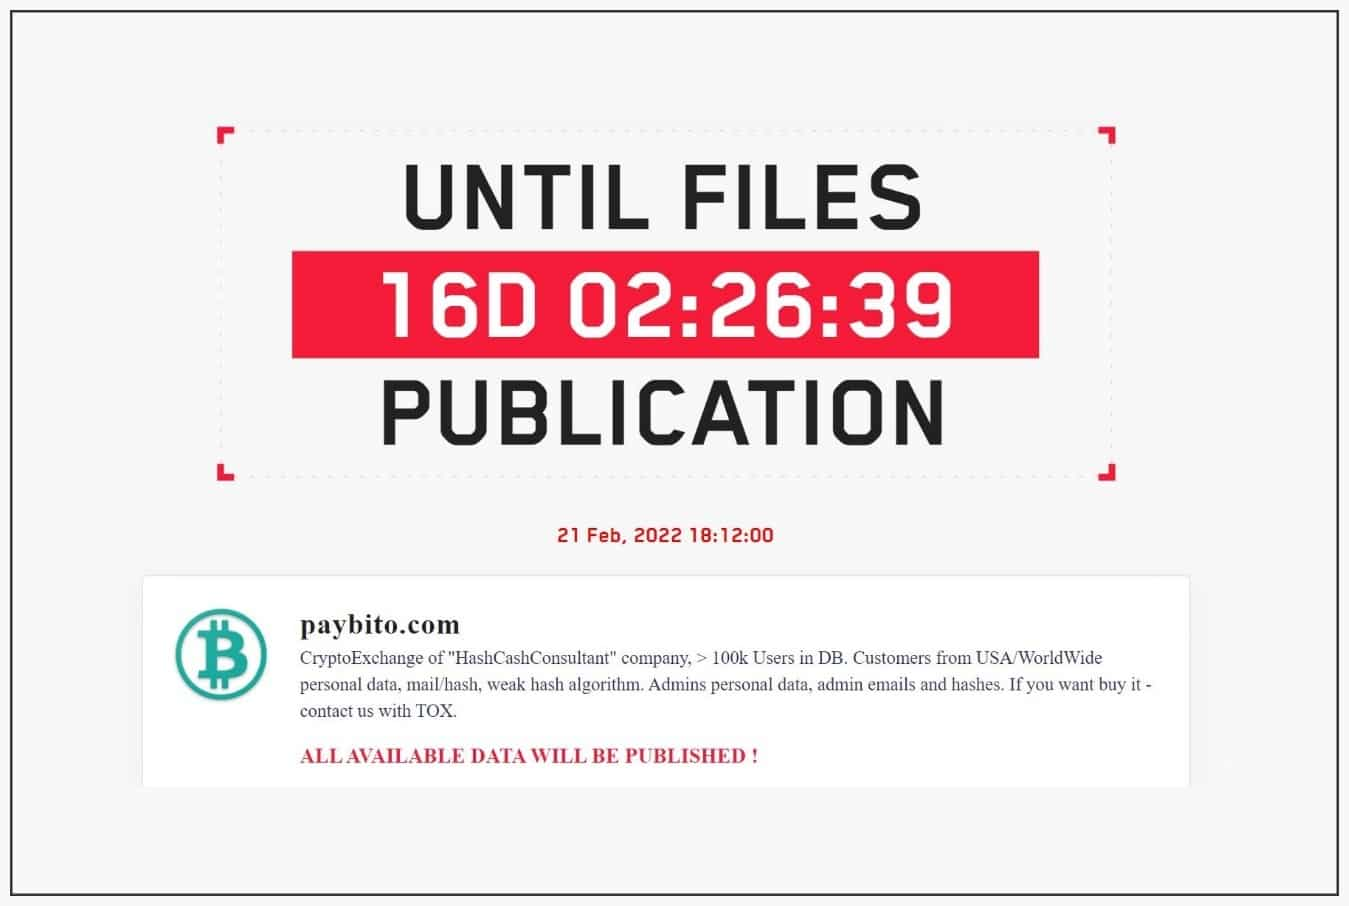 UNTIL FILES
16D 02:26:39
PUBLICATION
21 Feb, 2022 18:12:00
paybito.com
CryptoExchange of "HashCashConsultant" company, > 100k Users in DB. Customers from USA/WorldWide
personal data, mail/hash, weak hash algorithm. Admins personal data, admin emails and hashes. If you want buy it -
contact us with TOX.
ALL AVAILABLE DATA WILL BE PUBLISHED !